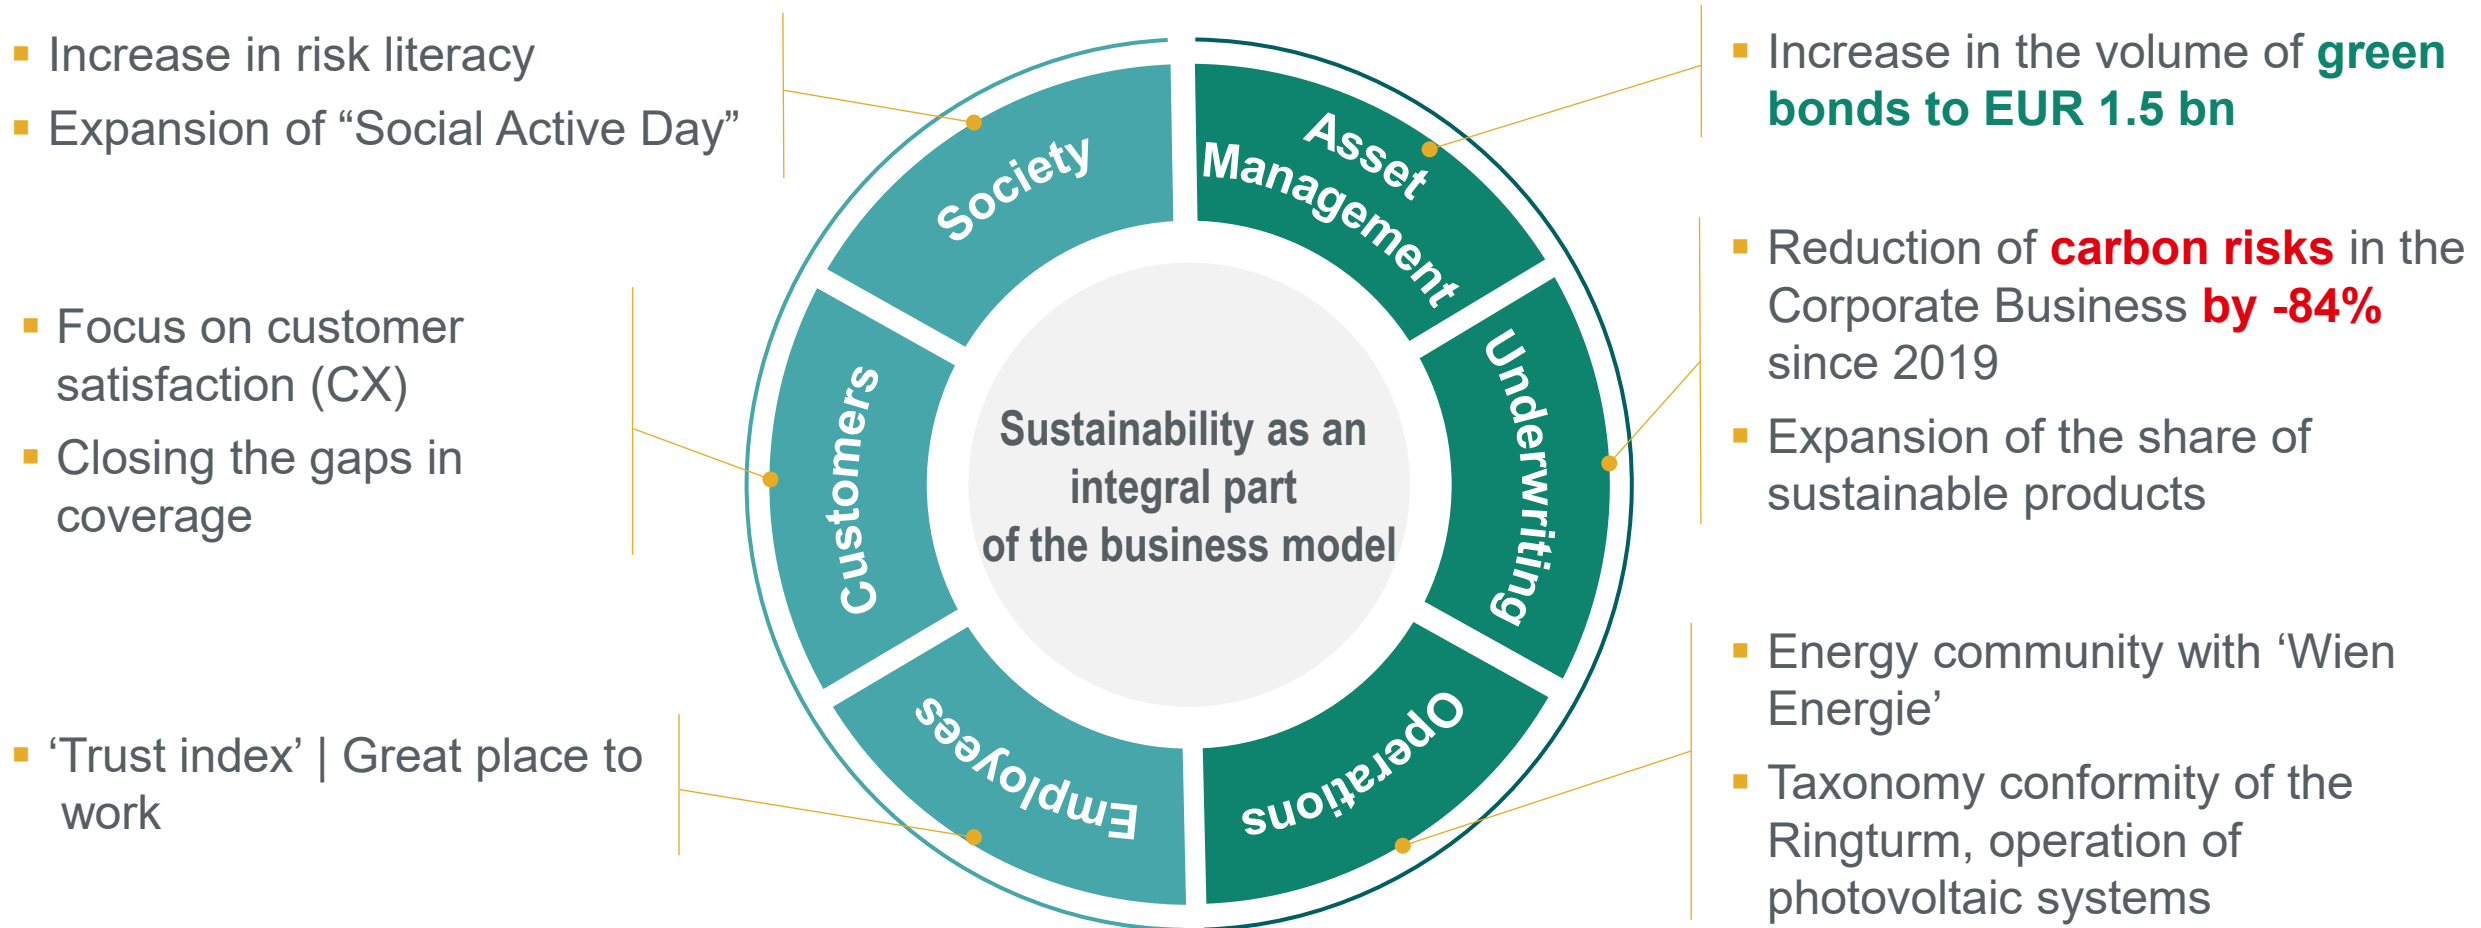 Increase in risk literacy
Expansion of “Social Active Day”
Focus on customer
satisfaction (CX)
Closing the gaps in
coverage
‘Trust index’ | Great place to
work
Society
Customers
Employees
Asset
Management
Underwriting
Operations
Sustainability as an
integral part
of the business model
Increase in the volume of green
bonds to EUR 1.5 bn
Reduction of carbon risks in the
Corporate Business by -84%
since 2019
Expansion of the share of
sustainable products
Energy community with ‘Wien
Energie’
Taxonomy conformity of the
Ringturm, operation of
photovoltaic systems